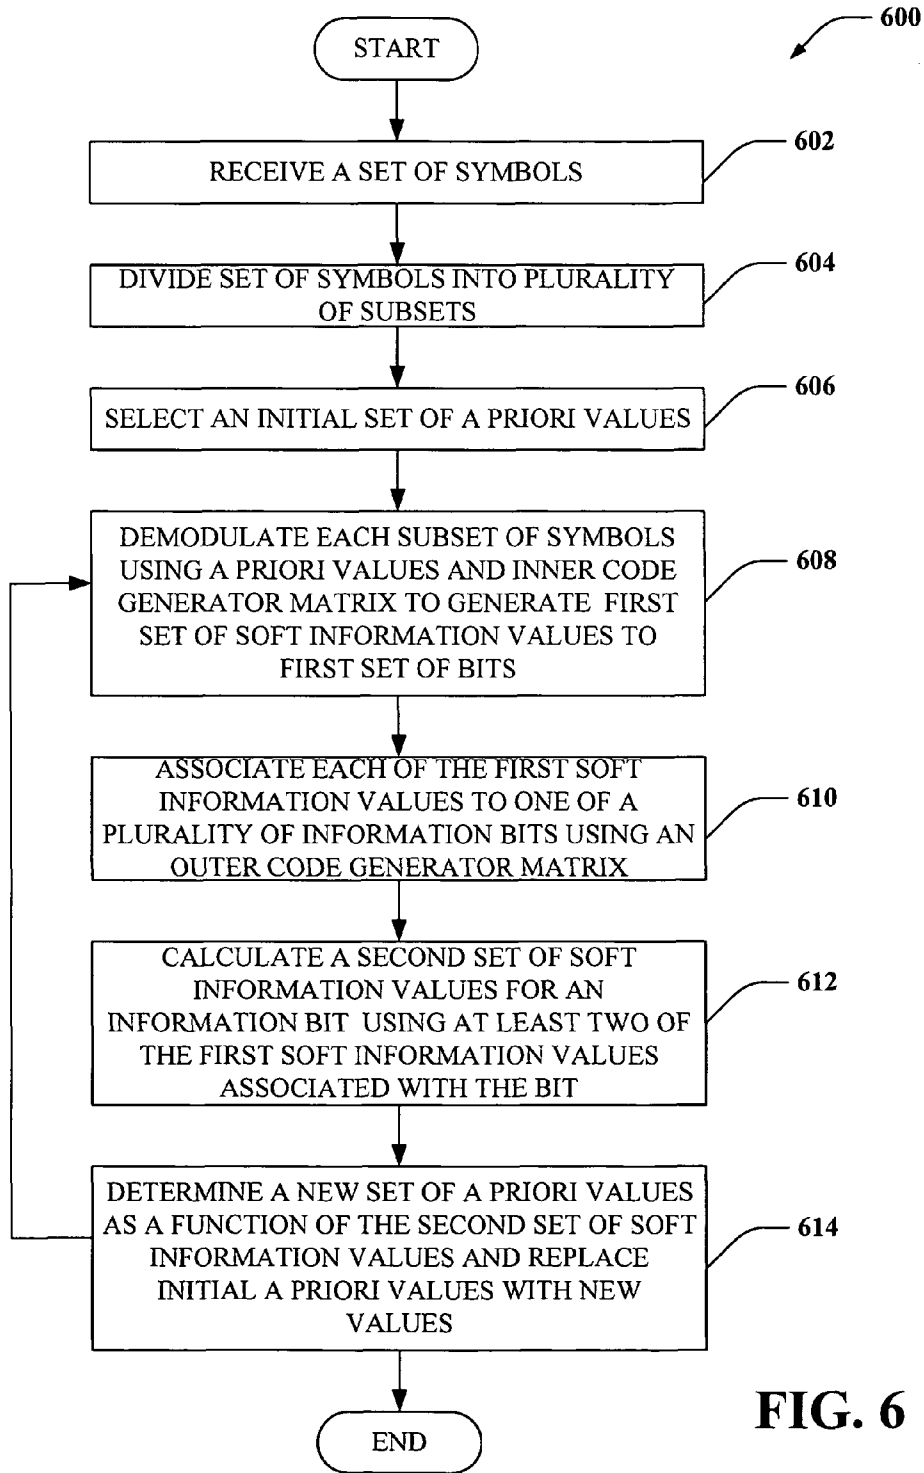 600
START
602
RECEIVE A SET OF SYMBOLS
604
DIVIDE SET OF SYMBOLS INTO PLURALITY
OF SUBSETS
606
SELECT AN INITIAL SET OF A PRIORI VALUES
DEMODULATE EACH SUBSET OF SYMBOLS
USING A PRIORI VALUES AND INNER CODE
GENERATOR MATRIX TO GENERATE FIRST
SET OF SOFT INFORMATION VALUES TO
FIRST SET OF BITS
608
ASSOCIATE EACH OF THE FIRST SOFT
INFORMATION VALUES TO ONE OF A
PLURALITY OF INFORMATION BITS USING AN
OUTER CODE GENERATOR MATRIX
610
CALCULATE A SECOND SET OF SOFT
INFORMATION VALUES FOR AN
INFORMATION BIT USING AT LEAST TWO OF
THE FIRST SOFT INFORMATION VALUES
ASSOCIATED WITH THE BIT
612
DETERMINE A NEW SET OF A PRIORI VALUES
AS A FUNCTION OF THE SECOND SET OF SOFT
INFORMATION VALUES AND REPLACE
INITIAL A PRIORI VALUES WITH NEW
VALUES
614
END
FIG. 6